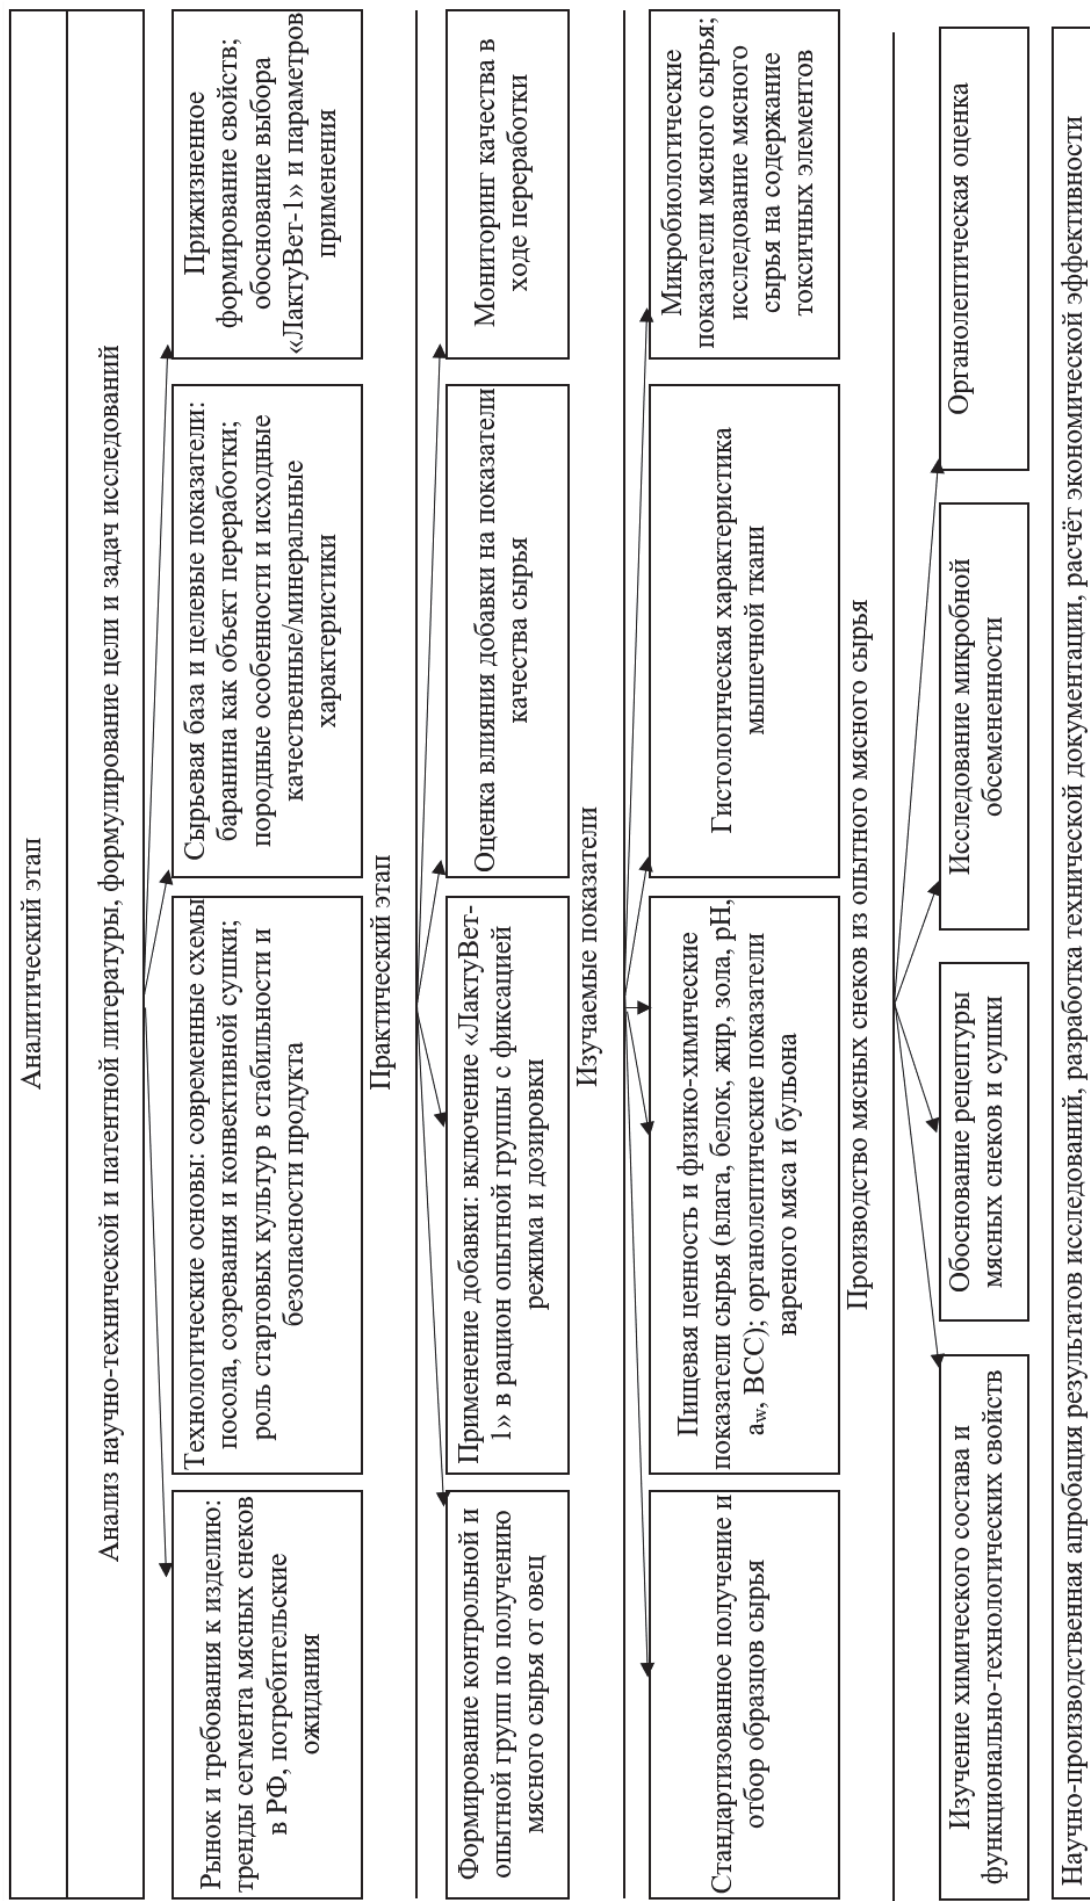 Аналитический этап
Анализ научно-технической и патентной литературы, формулирование цели и задач исследований
Рынок и требования к изделию:
тренды сегмента мясных снеков
в РФ, потребительские
ожидания
Технологические основы: современные схемы
посола, созревания и конвективной сушки;
роль стартовых культур в стабильности и
безопасности продукта
Сырьевая база и целевые показатели:
баранина как объект переработки;
породные особенности и исходные
качественные/минеральные
характеристики
Прижизненное
формирование свойств;
обоснование выбора
«ЛактуВет-1» и параметров
применения
Практический этап
Формирование контрольной и
опытной групп по получению
мясного сырья от овец
Применение добавки: включение «ЛактуВет-
1» в рацион опытной группы с фиксацией
режима и дозировки
Оценка влияния добавки на показатели
качества сырья
Мониторинг качества в
ходе переработки
Изучаемые показатели
Стандартизованное получение и
отбор образцов сырья
Пищевая ценность и физико-химические
показатели сырья (влага, белок, жир, зола, pH,
aw, ВСС); органолептические показатели
вареного мяса и бульона
Гистологическая характеристика
мышечной ткани
Микробиологические
показатели мясного сырья;
исследование мясного
сырья на содержание
токсичных элементов
Производство мясных снеков из опытного мясного сырья
Изучение химического состава и
функционально-технологических свойств
Обоснование рецептуры
мясных снеков и сушки
Исследование микробной
обсемененности
Органолептическая оценка
Научно-производственная апробация результатов исследований, разработка технической документации, расчёт экономической эффективности